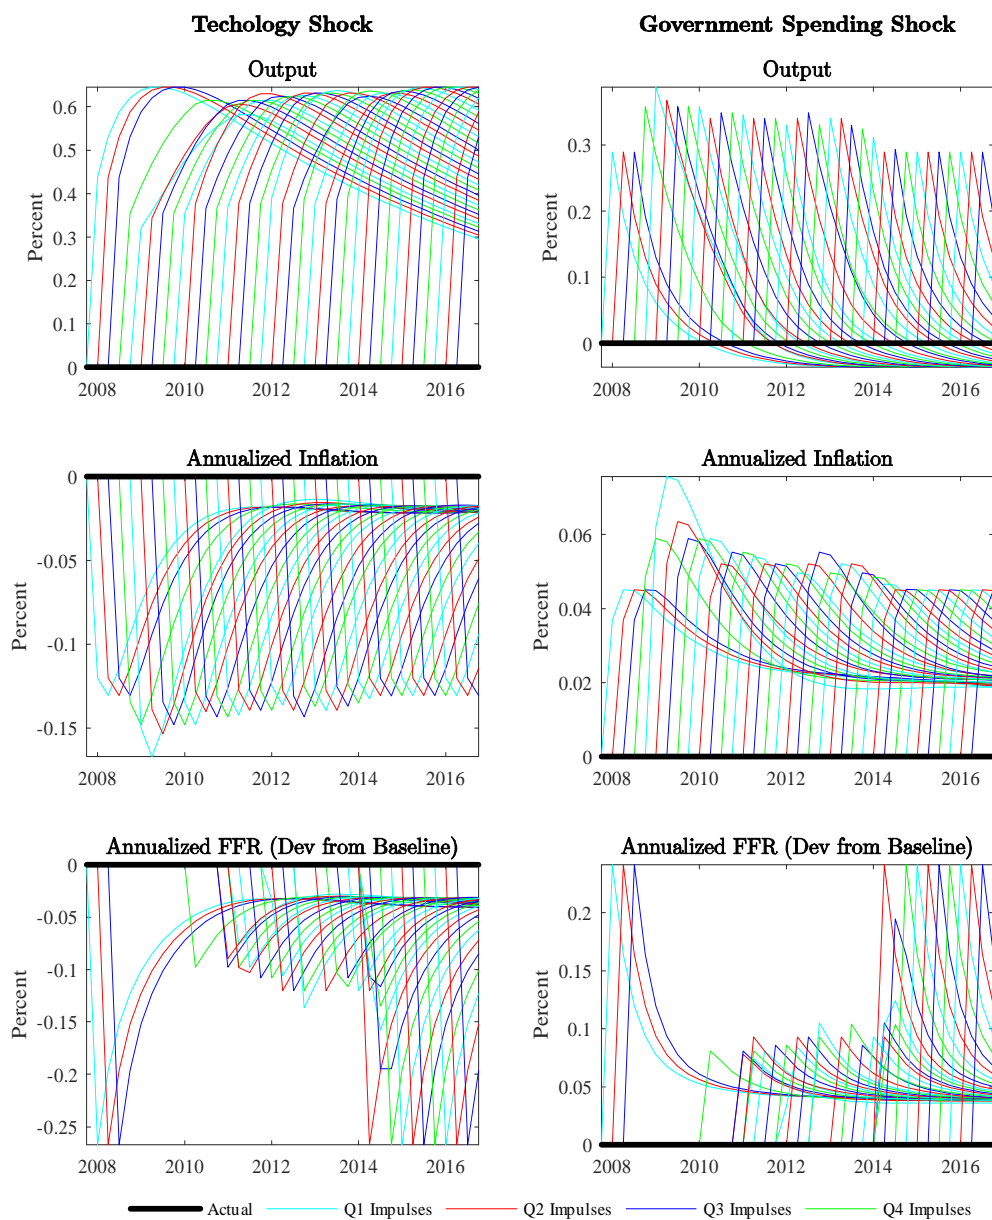 Techology Shock
Government Spending Shock
Output
Output
Percent
0.6
0.5
0.4
0.3
0.2
0.1
0
2008 2010 2012 2014 2016
Percent
0.3
0.2
0.1
0
2008 2010 2012 2014 2016
Annualized Inflation
Annualized Inflation
Percent
0
-0.05
-0.1
-0.15
2008 2010 2012 2014 2016
Percent
0.06
0.04
0.02
0
2008 2010 2012 2014 2016
Annualized FFR (Dev from Baseline)
Annualized FFR (Dev from Baseline)
Percent
0
-0.05
-0.1
-0.15
-0.2
-0.25
2008 2010 2012 2014 2016
Percent
0.2
0.15
0.1
0.05
0
2008 2010 2012 2014 2016
Actual Q1 Impulses Q2 Impulses Q3 Impulses Q4 Impulses